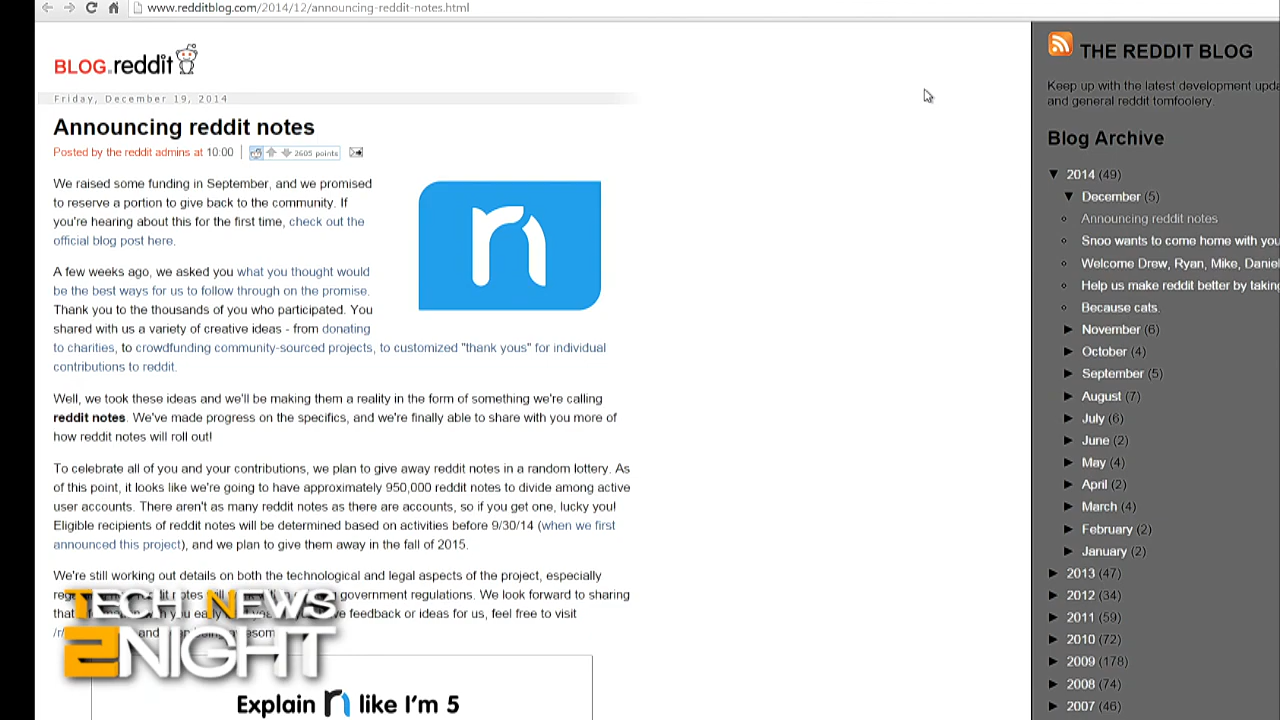 www.redditblog.com/2014/12/announcing-reddit-notes.html
BLOG.reddit
Friday, December 19, 2014
Announcing reddit notes
Posted by the reddit admins at 10:00 2605 points
We raised some funding in September, and we promised
to reserve a portion to give back to the community. If
you're hearing about this for the first time, check out the
official blog post here.
n
A few weeks ago, we asked you what you thought would
be the best ways for us to follow through on the promise.
Thank you to the thousands of you who participated. You
shared with us a variety of creative ideas - from donating
to charities, to crowdfunding community-sourced projects, to customized "thank yous" for individual
contributions to reddit.
Well, we took these ideas and we'll be making them a reality in the form of something we're calling
reddit notes. We've made progress on the specifics, and we're finally able to share with you more of
how reddit notes will roll out!
To celebrate all of you and your contributions, we plan to give away reddit notes in a random lottery. As
of this point, it looks like we're going to have approximately 950,000 reddit notes to divide among active
user accounts. There aren't as many reddit notes as there are accounts, so if you get one, lucky you!
Eligible recipients of reddit notes will be determined based on activities before 9/30/14 (when we first
announced this project), and we plan to give them away in the fall of 2015.
We're still working out details on both the technological and legal aspects of the project, especially
notes government regulations. We look forward to sharing
that you feedback or ideas for us, feel free to visit
and
TECH NEWS
2NIGHT
Explain n like I'm 5
THE REDDIT BLOG
Keep up with the latest development upda
and general reddit tomfoolery.
Blog Archive
▼ 2014 (49)
▼ December (5)
Announcing reddit notes
Snoo wants to come home with you
Welcome Drew, Ryan, Mike, Daniel
Help us make reddit better by taking
Because cats.
► November (6)
► October (4)
► September (5)
► August (7)
► July (6)
► June (2)
► May (4)
► April (2)
► March (4)
► February (2)
► January (2)
► 2013 (47)
► 2012 (34)
► 2011 (59)
► 2010 (72)
► 2009 (178)
► 2008 (74)
► 2007 (46)